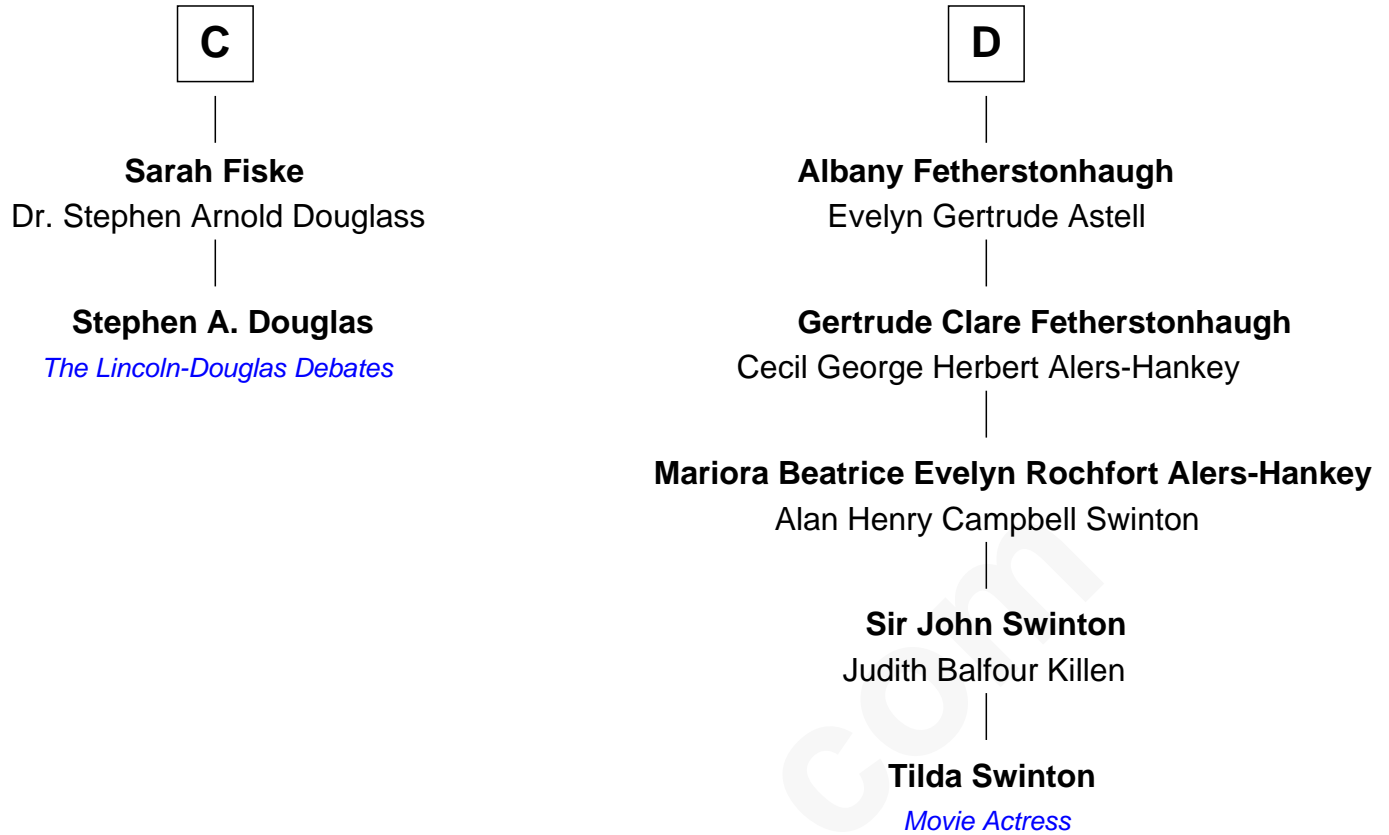 C
Sarah Fiske
Dr. Stephen Arnold Douglass
Stephen A. Douglas
The Lincoln-Douglas Debates
D
Albany Fetherstonhaugh
Evelyn Gertrude Astell
Gertrude Clare Fetherstonhaugh
Cecil George Herbert Alers-Hankey
Mariora Beatrice Evelyn Rochfort Alers-Hankey
Alan Henry Campbell Swinton
Sir John Swinton
Judith Balfour Killen
Tilda Swinton
Movie Actress
com